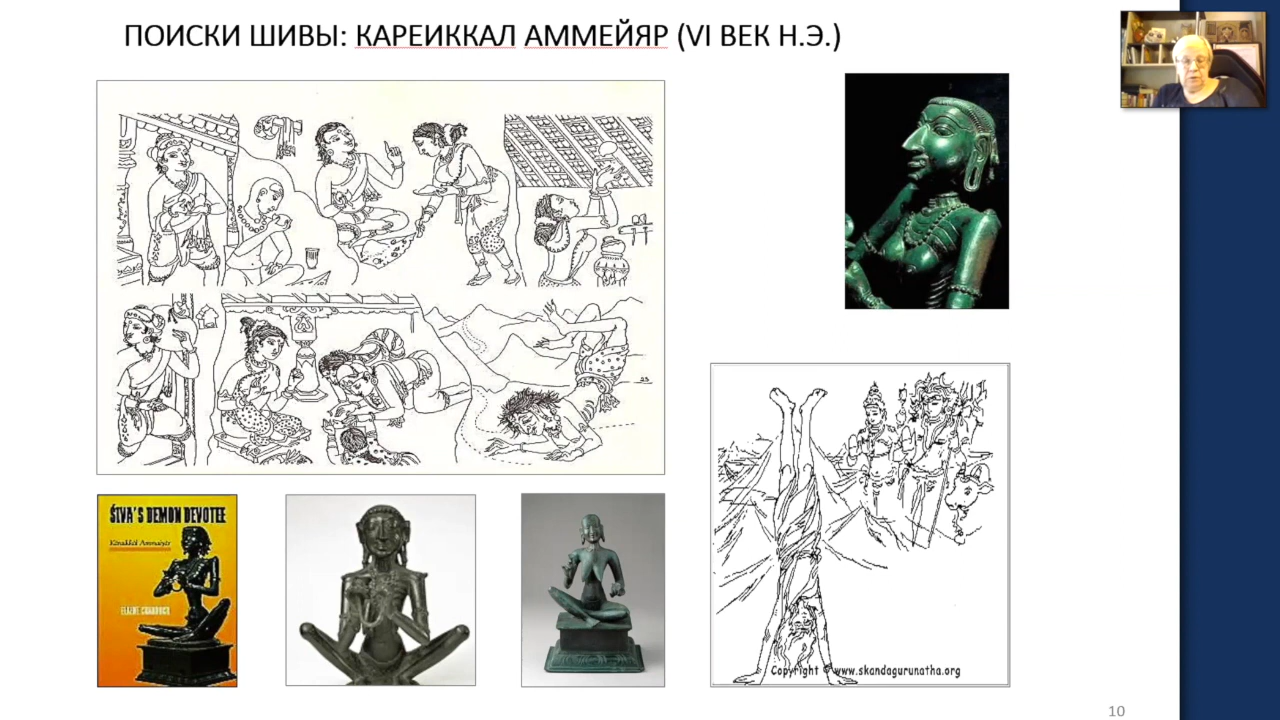 ПОИСКИ ШИВЫ: КАРЕИККАЛ АММЕЙЯР (VI ВЕК Н.Э.)
ŚIVA'S DEMON DEVOTEE
Kāraikkāl Ammaiyār
ELAINE CRADDOCK
Copyright © www.skandagurunatha.org
10